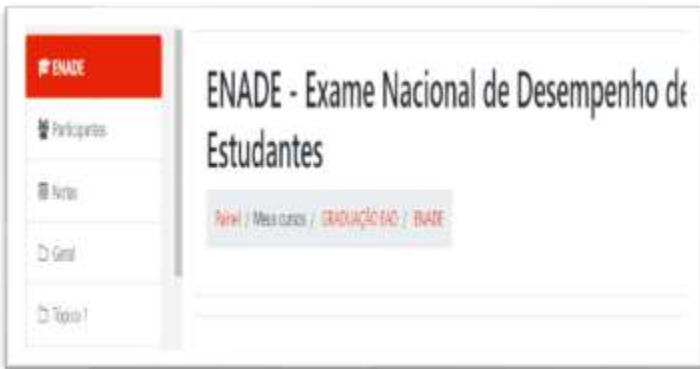 ENADE
Participantes
Notas
Geral
Tópico 1
ENADE - Exame Nacional de Desempenho de
Estudantes
Painel / Meus cursos / GRADUAÇÃO EAD / ENADE